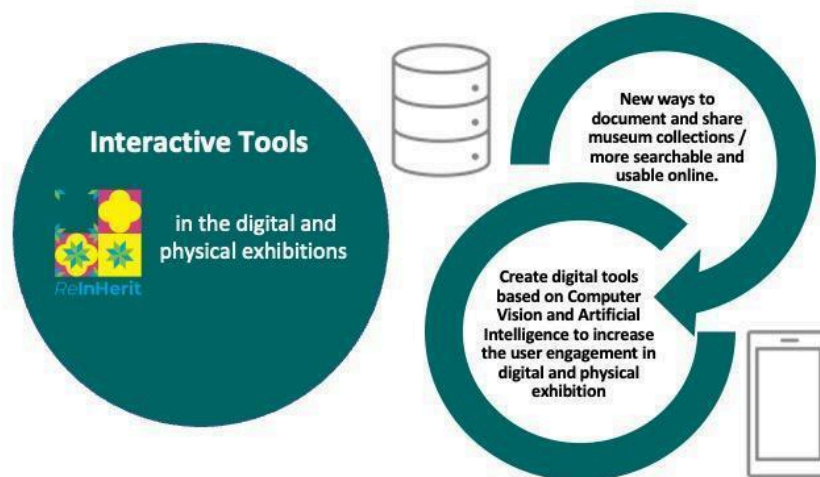 Interactive Tools
in the digital and
physical exhibitions
ReInHerit
New ways to
document and share
museum collections /
more searchable and
usable online.
Create digital tools
based on Computer
Vision and Artificial
Intelligence to increase
the user engagement in
digital and physical
exhibition